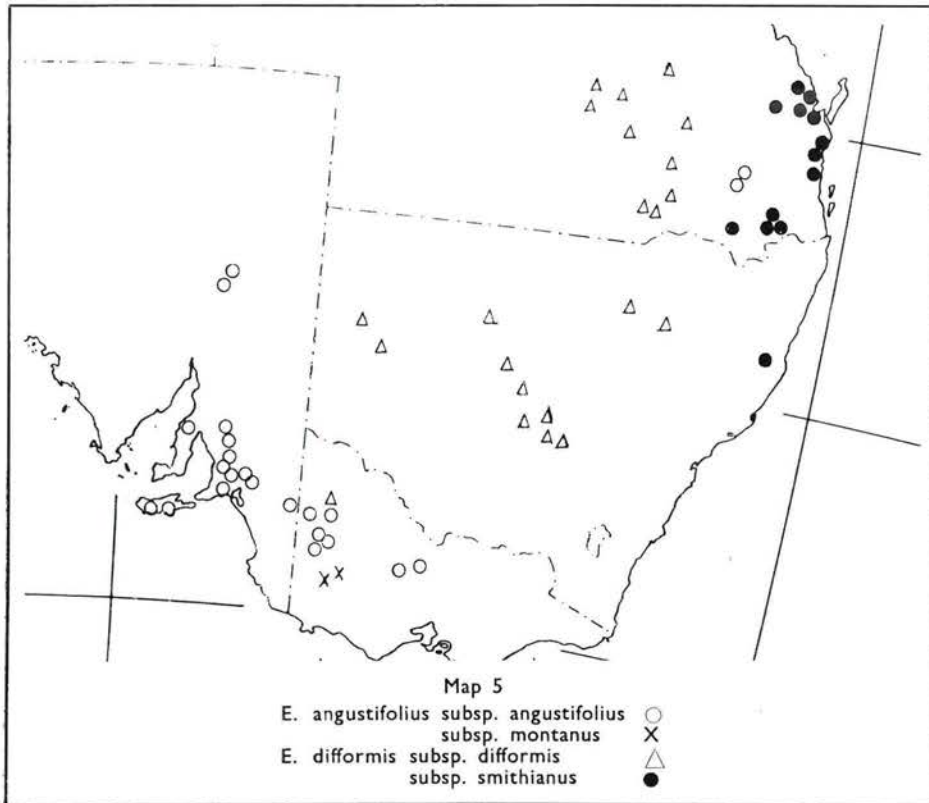 Map 5
E. angustifolius subsp. angustifolius ○
subsp. montanus X
E. difformis subsp. difformis △
subsp. smithianus ●